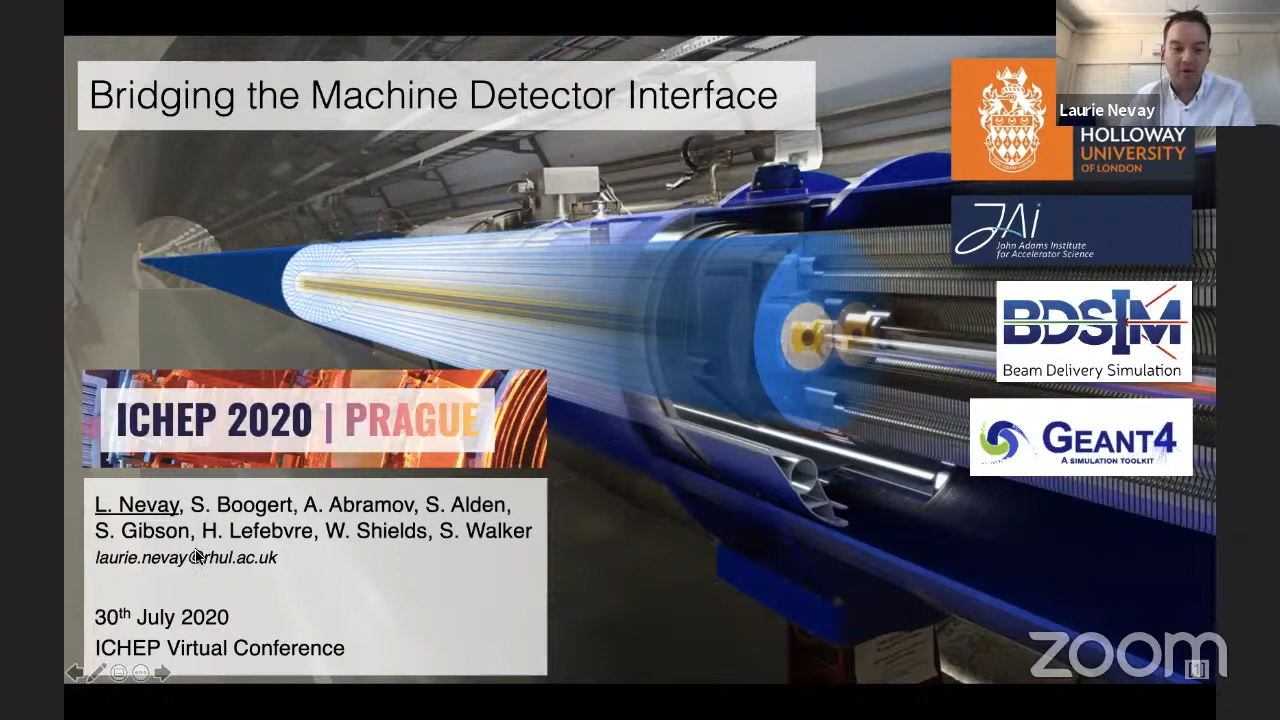 Bridging the Machine Detector Interface
Laurie Nevay
HOLLOWAY
UNIVERSITY
OF LONDON
JAi
John Adams Institute
for Accelerator Science
BDSIM
Beam Delivery Simulation
GEANT4
A SIMULATION TOOLKIT
ICHEP 2020 | PRAGUE
L. Nevay, S. Boogert, A. Abramov, S. Alden,
S. Gibson, H. Lefebvre, W. Shields, S. Walker
laurie.nevay@rhul.ac.uk
30th July 2020
ICHEP Virtual Conference
zoom
[1]